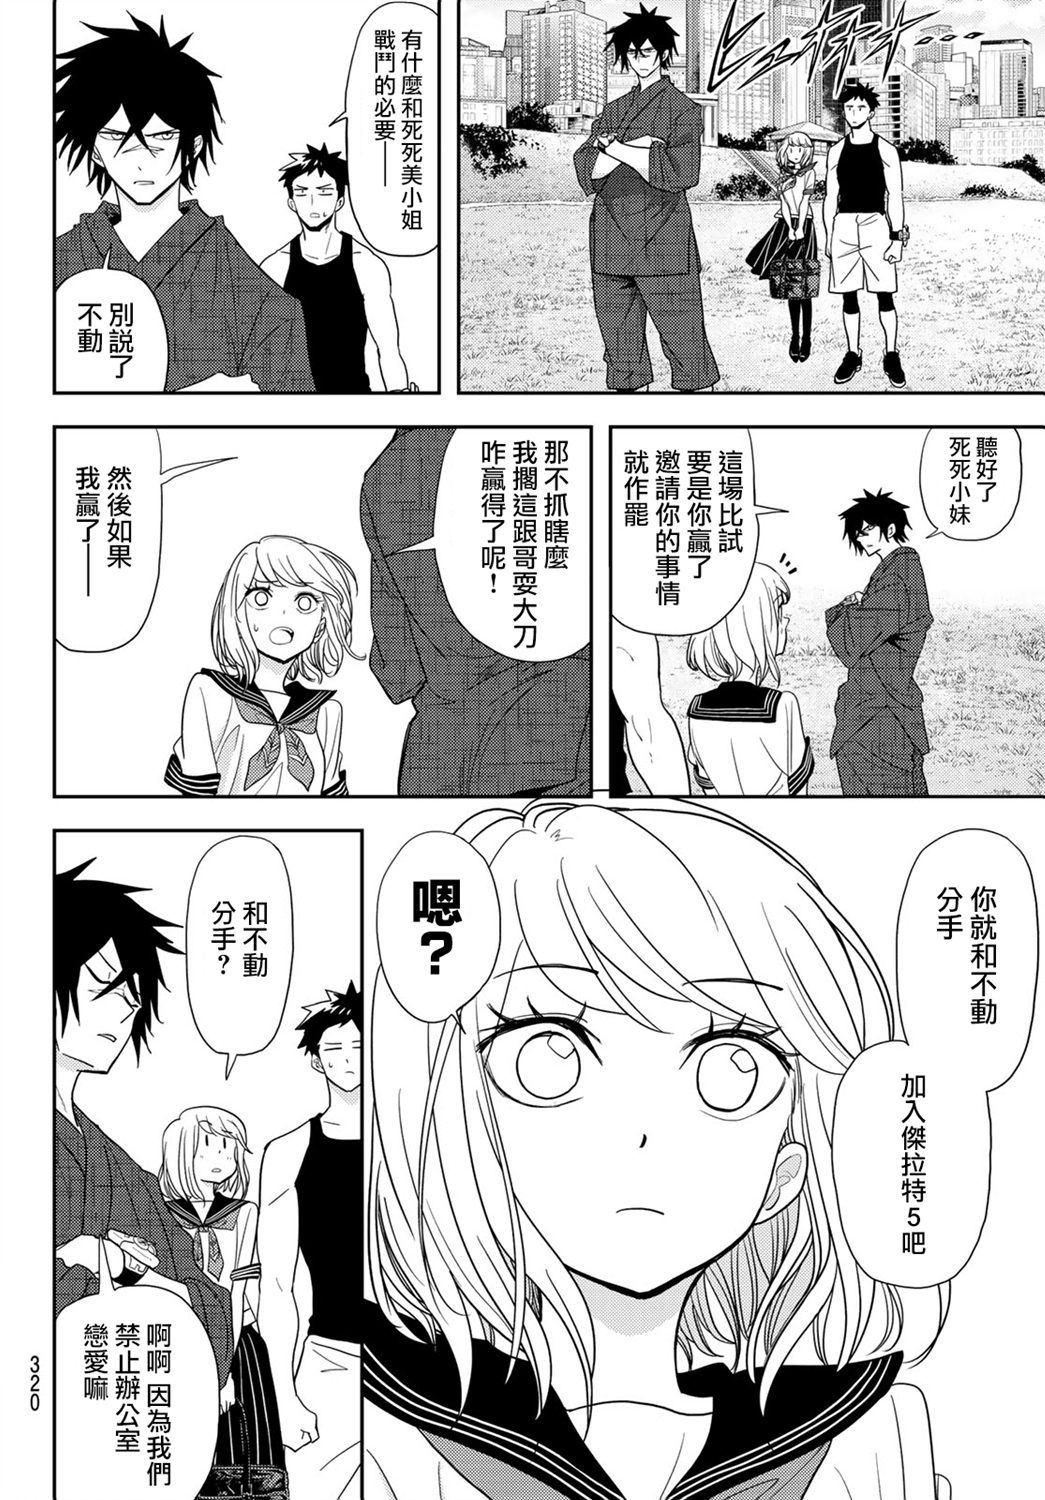 ヒュオオオ・・・・
有什麼和死死美小姐
戰鬥的必要——
別説了
不動
聽好了
死死小妹
這場比試
要是你贏了
邀請你的事情
就作罷
那不抓瞎麼
我擱這跟哥耍大刀
咋贏得了呢！
然後如果
我贏了——
你就和不動
分手
加入傑拉特5吧
嗯？
和不動
分手？
啊啊 因為我們
禁止辦公室
戀愛嘛
320